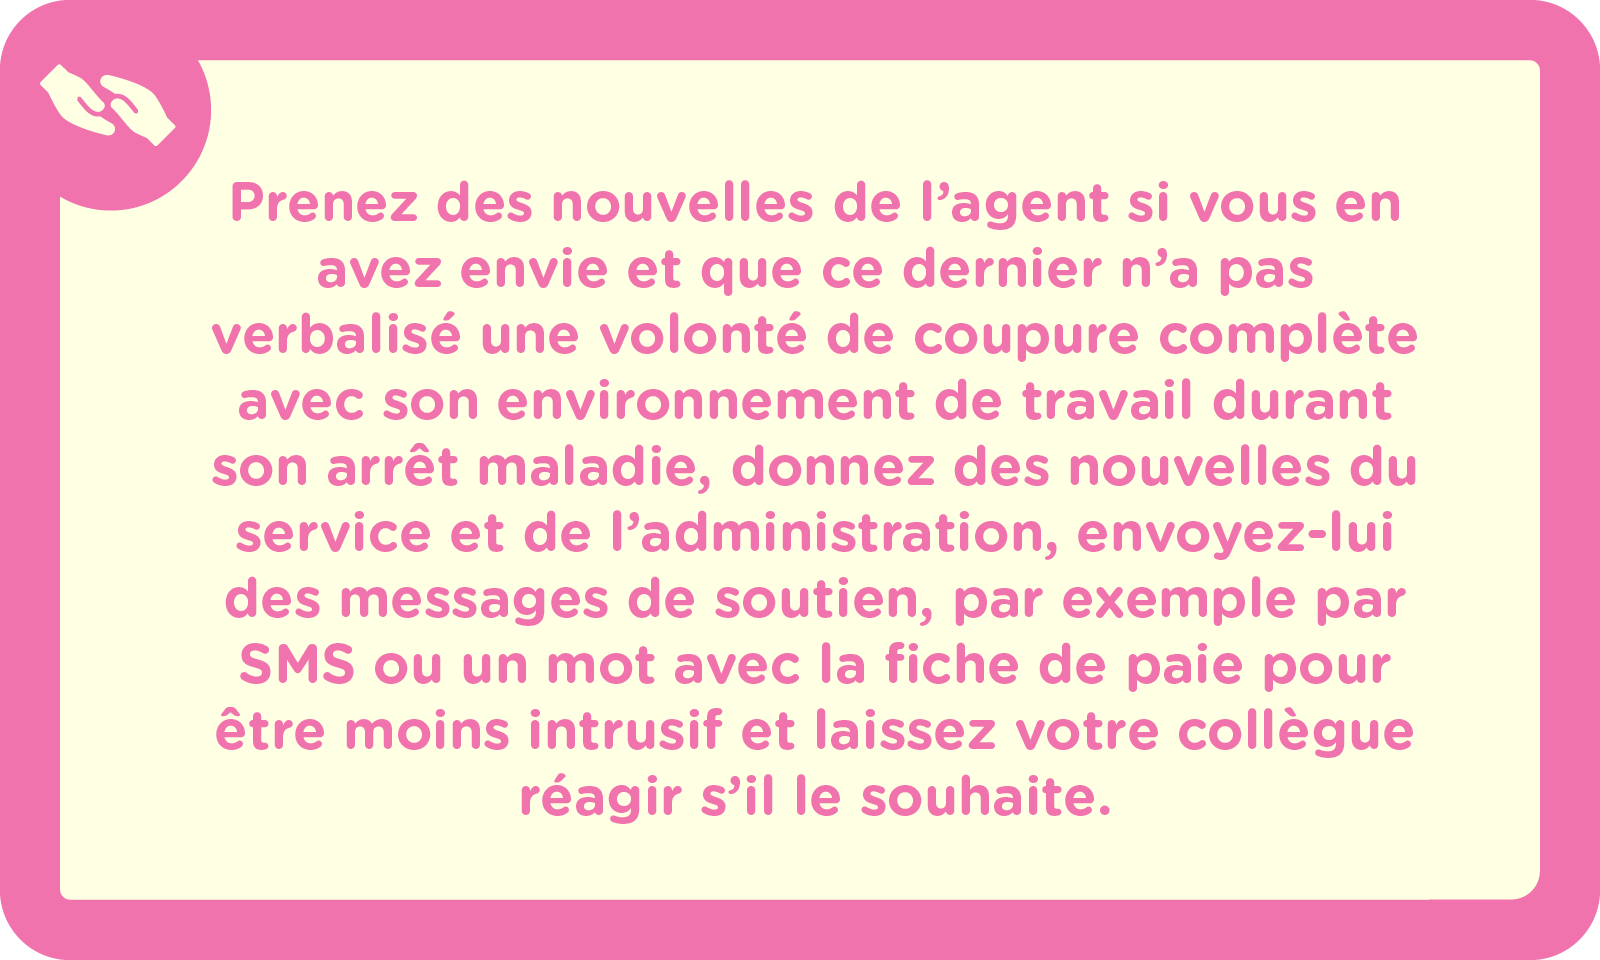 Prenez des nouvelles de l’agent si vous en
avez envie et que ce dernier n’a pas
verbalisé une volonté de coupure complète
avec son environnement de travail durant
son arrêt maladie, donnez des nouvelles du
service et de l’administration, envoyez-lui
des messages de soutien, par exemple par
SMS ou un mot avec la fiche de paie pour
être moins intrusif et laissez votre collègue
réagir s’il le souhaite.